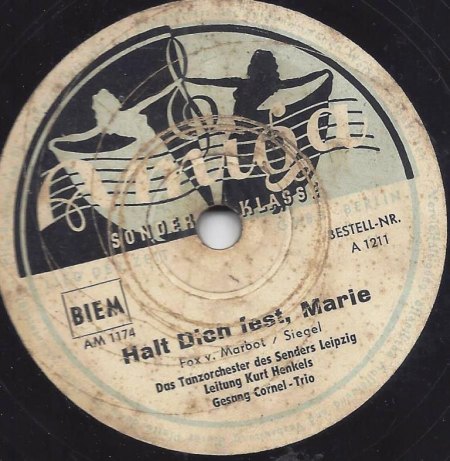 Amiga
SONDER KLASSE
BESTELL-NR.
A 1211
BIEM
AM 1174
Halt Dich fest, Marie
Fox v. Marbot / Siegel
Das Tanzorchester des Senders Leipzig
Leitung Kurt Henkels
Gesang Cornel-Trio